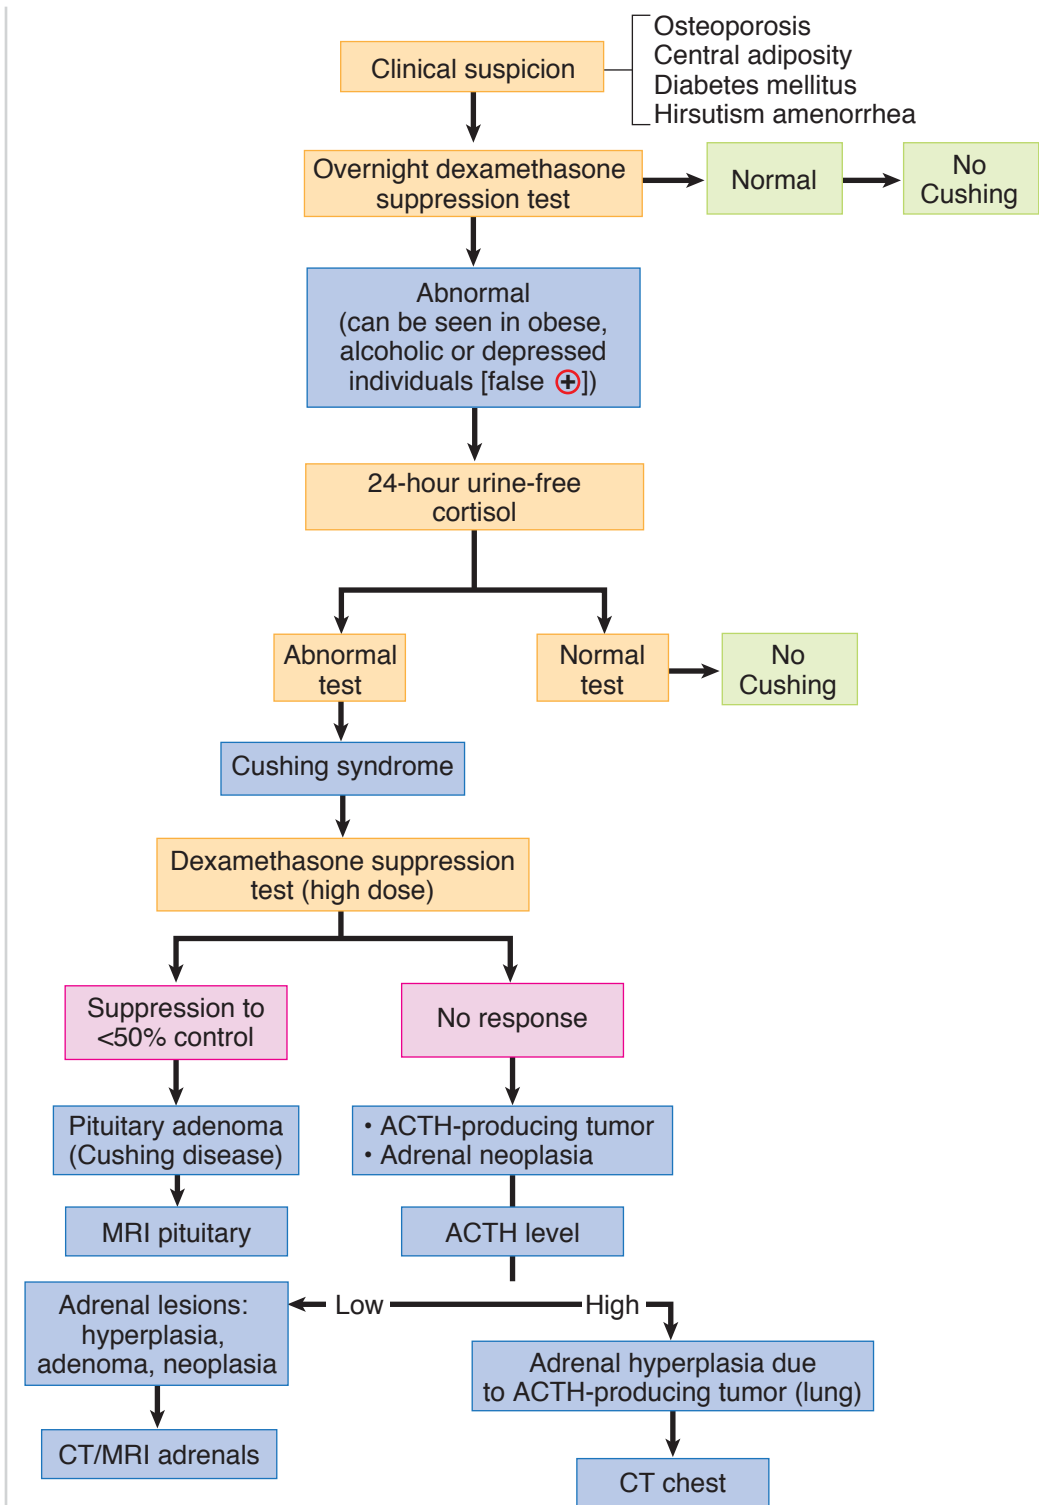 Clinical suspicion
Osteoporosis
Central adiposity
Diabetes mellitus
Hirsutism amenorrhea
Overnight dexamethasone
suppression test
Normal
No
Cushing
Abnormal
(can be seen in obese,
alcoholic or depressed
individuals [false +])
24-hour urine-free
cortisol
Abnormal
test
Normal
test
No
Cushing
Cushing syndrome
Dexamethasone suppression
test (high dose)
Suppression to
<50% control
No response
Pituitary adenoma
(Cushing disease)
• ACTH-producing tumor
• Adrenal neoplasia
MRI pituitary
ACTH level
Low
High
Adrenal lesions:
hyperplasia,
adenoma, neoplasia
Adrenal hyperplasia due
to ACTH-producing tumor (lung)
CT/MRI adrenals
CT chest